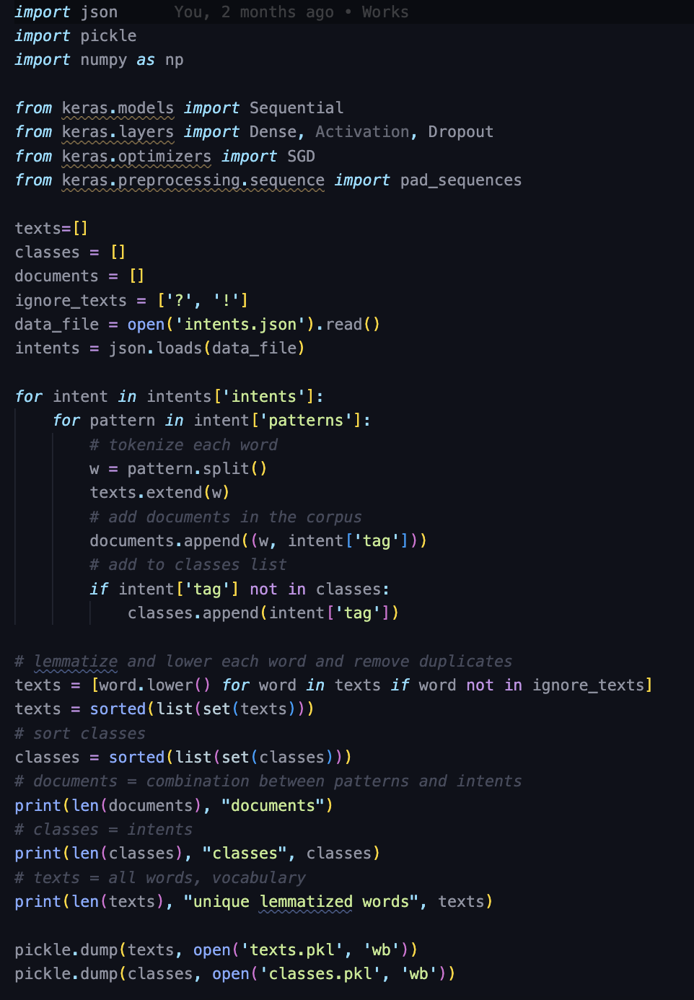 import json      You, 2 months ago • Works
import pickle
import numpy as np

from keras.models import Sequential
from keras.layers import Dense, Activation, Dropout
from keras.optimizers import SGD
from keras.preprocessing.sequence import pad_sequences

texts=[]
classes = []
documents = []
ignore_texts = ['?', '!']
data_file = open('intents.json').read()
intents = json.loads(data_file)

for intent in intents['intents']:
    for pattern in intent['patterns']:
        # tokenize each word
        w = pattern.split()
        texts.extend(w)
        # add documents in the corpus
        documents.append((w, intent['tag']))
        # add to classes list
        if intent['tag'] not in classes:
            classes.append(intent['tag'])

# lemmatize and lower each word and remove duplicates
texts = [word.lower() for word in texts if word not in ignore_texts]
texts = sorted(list(set(texts)))
# sort classes
classes = sorted(list(set(classes)))
# documents = combination between patterns and intents
print(len(documents), "documents")
# classes = intents
print(len(classes), "classes", classes)
# texts = all words, vocabulary
print(len(texts), "unique lemmatized words", texts)

pickle.dump(texts, open('texts.pkl', 'wb'))
pickle.dump(classes, open('classes.pkl', 'wb'))